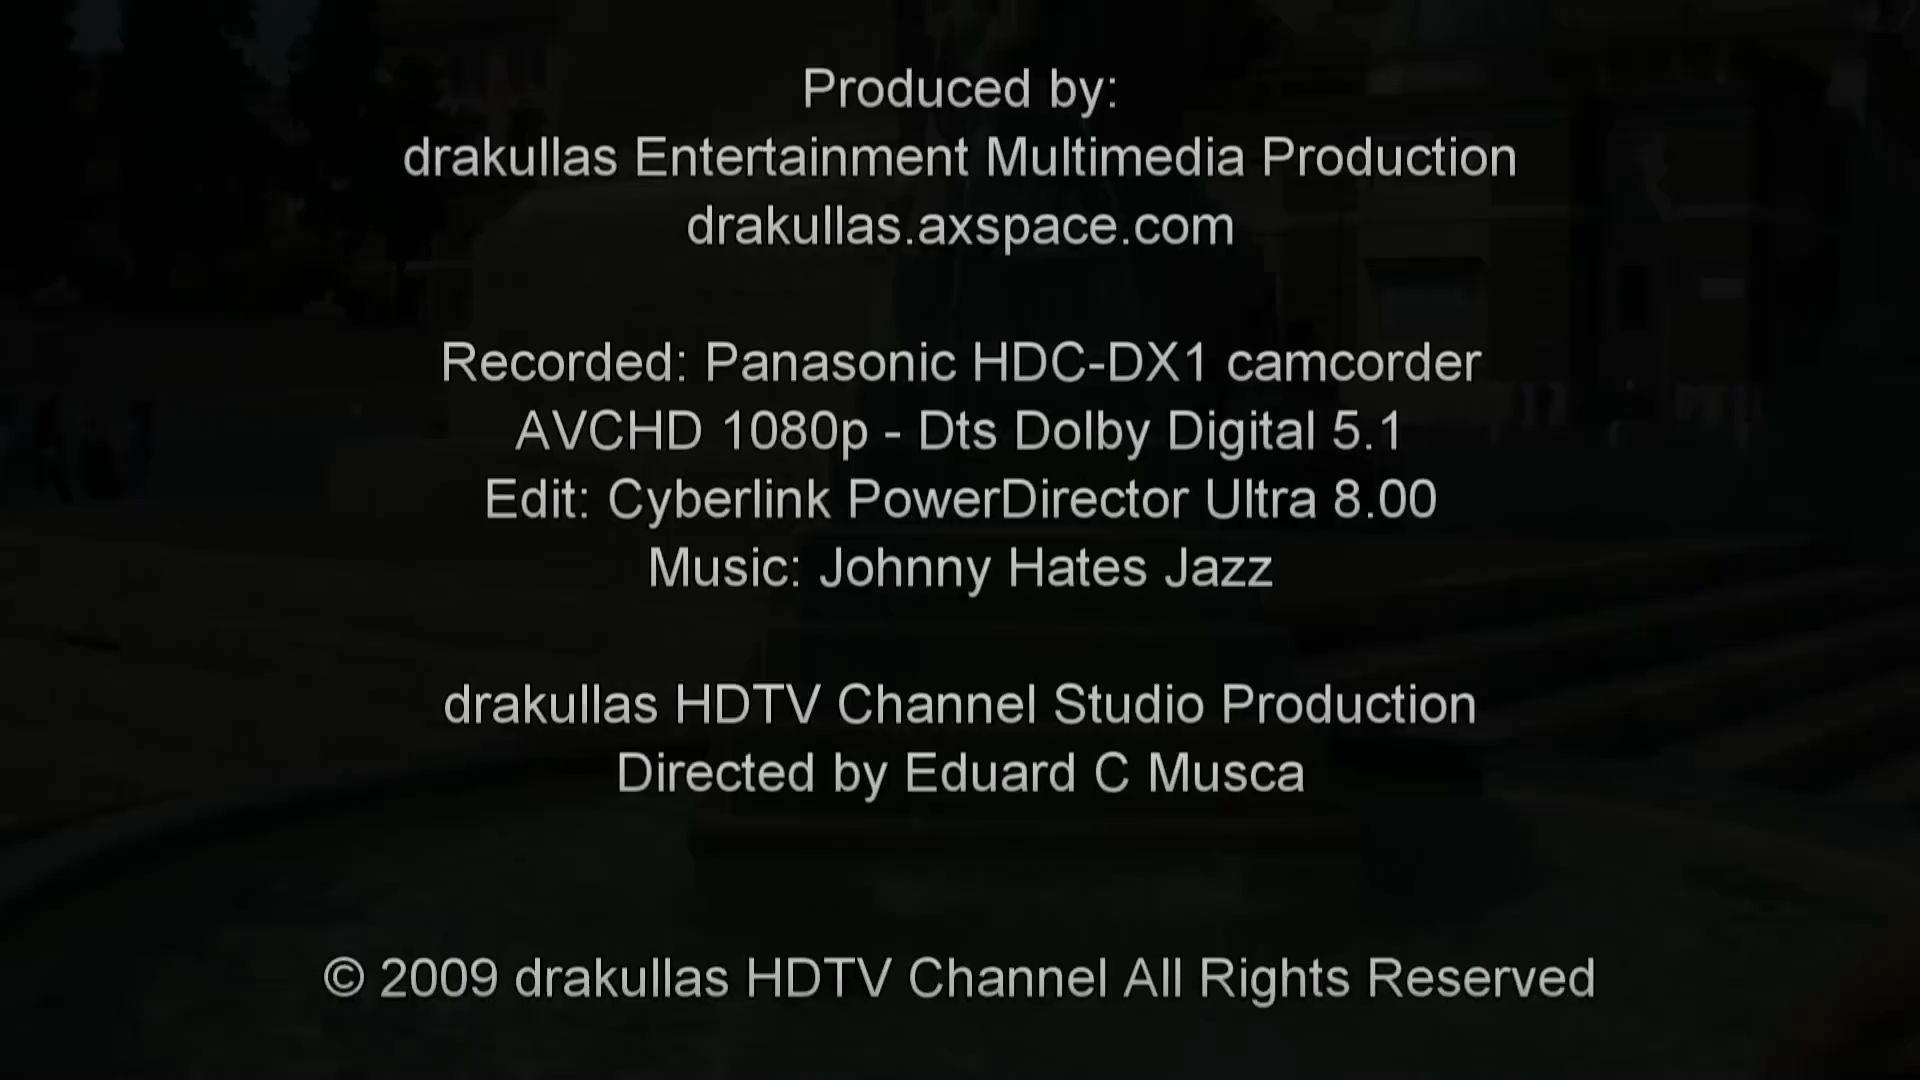 Produced by:
drakullas Entertainment Multimedia Production
drakullas.axspace.com
Recorded: Panasonic HDC-DX1 camcorder
AVCHD 1080p - Dts Dolby Digital 5.1
Edit: Cyberlink PowerDirector Ultra 8.00
Music: Johnny Hates Jazz
drakullas HDTV Channel Studio Production
Directed by Eduard C Musca
© 2009 drakullas HDTV Channel All Rights Reserved